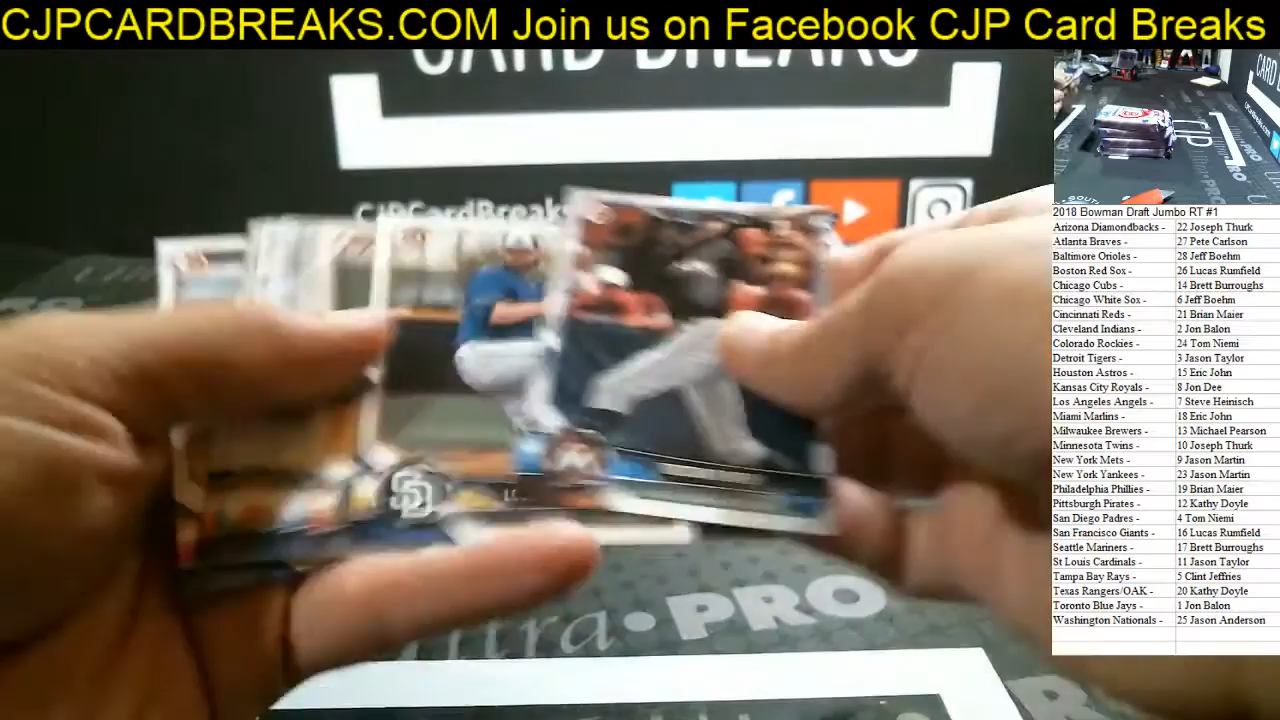 CJPCARDBREAKS.COM Join us on Facebook CJP Card Breaks
CARD BREAKS
CJPCardBreaks
SD
Ultra•PRO
2018 Bowman Draft Jumbo RT #1
Arizona Diamondbacks - 22 Joseph Thurk
Atlanta Braves - 27 Pete Carlson
Baltimore Orioles - 28 Jeff Boehm
Boston Red Sox - 26 Lucas Rumfield
Chicago Cubs - 14 Brett Burroughs
Chicago White Sox - 6 Jeff Boehm
Cincinnati Reds - 21 Brian Maier
Cleveland Indians - 2 Jon Balon
Colorado Rockies - 24 Tom Niemi
Detroit Tigers - 3 Jason Taylor
Houston Astros - 15 Eric John
Kansas City Royals - 8 Jon Dee
Los Angeles Angels - 7 Steve Heinisch
Miami Marlins - 18 Eric John
Milwaukee Brewers - 13 Michael Pearson
Minnesota Twins - 10 Joseph Thurk
New York Mets - 9 Jason Martin
New York Yankees - 23 Jason Martin
Philadelphia Phillies - 19 Brian Maier
Pittsburgh Pirates - 12 Kathy Doyle
San Diego Padres - 4 Tom Niemi
San Francisco Giants - 16 Lucas Rumfield
Seattle Mariners - 17 Brett Burroughs
St Louis Cardinals - 11 Jason Taylor
Tampa Bay Rays - 5 Clint Jeffries
Texas Rangers/OAK - 20 Kathy Doyle
Toronto Blue Jays - 1 Jon Balon
Washington Nationals - 25 Jason Anderson